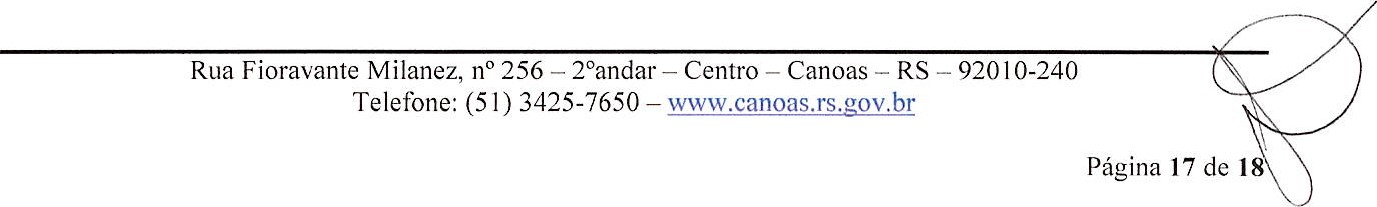 Rua Fioravante Milanez, nº 256 – 2ºandar – Centro – Canoas – RS – 92010-240
Telefone: (51) 3425-7650 – www.canoas.rs.gov.br
Página 17 de 18